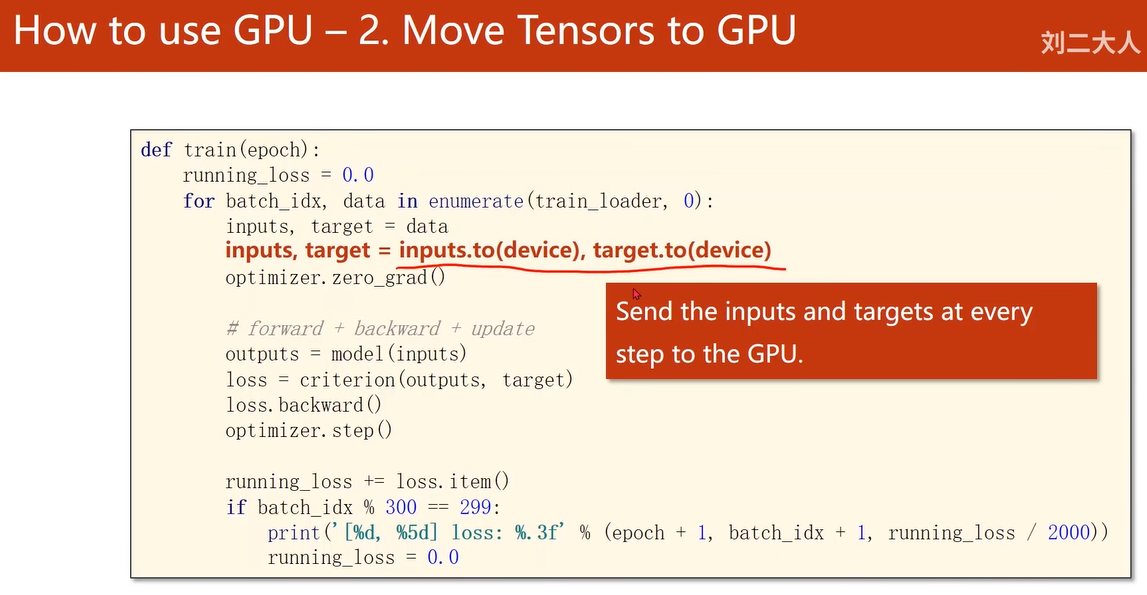 How to use GPU – 2. Move Tensors to GPU
刘二大人
def train(epoch):
running_loss = 0.0
for batch_idx, data in enumerate(train_loader, 0):
inputs, target = data
inputs, target = inputs.to(device), target.to(device)
optimizer.zero_grad()
# forward + backward + update
outputs = model(inputs)
loss = criterion(outputs, target)
loss.backward()
optimizer.step()
Send the inputs and targets at every
step to the GPU.
running_loss += loss.item()
if batch_idx % 300 == 299:
print('[%d, %5d] loss: %.3f' % (epoch + 1, batch_idx + 1, running_loss / 2000))
running_loss = 0.0